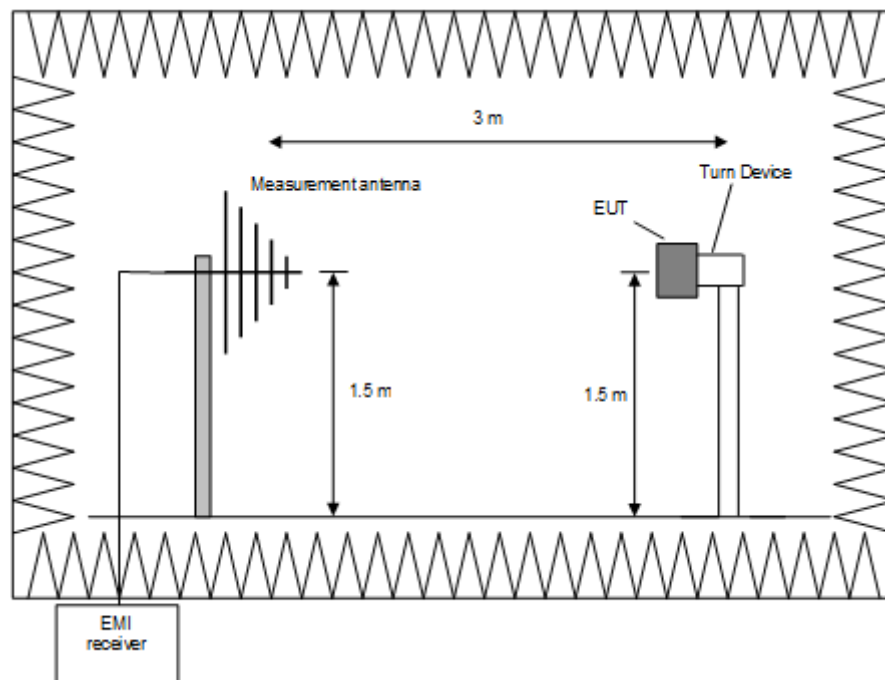 3 m
Measurement antenna
Turn Device
EUT
1.5 m
1.5 m
EMI
receiver